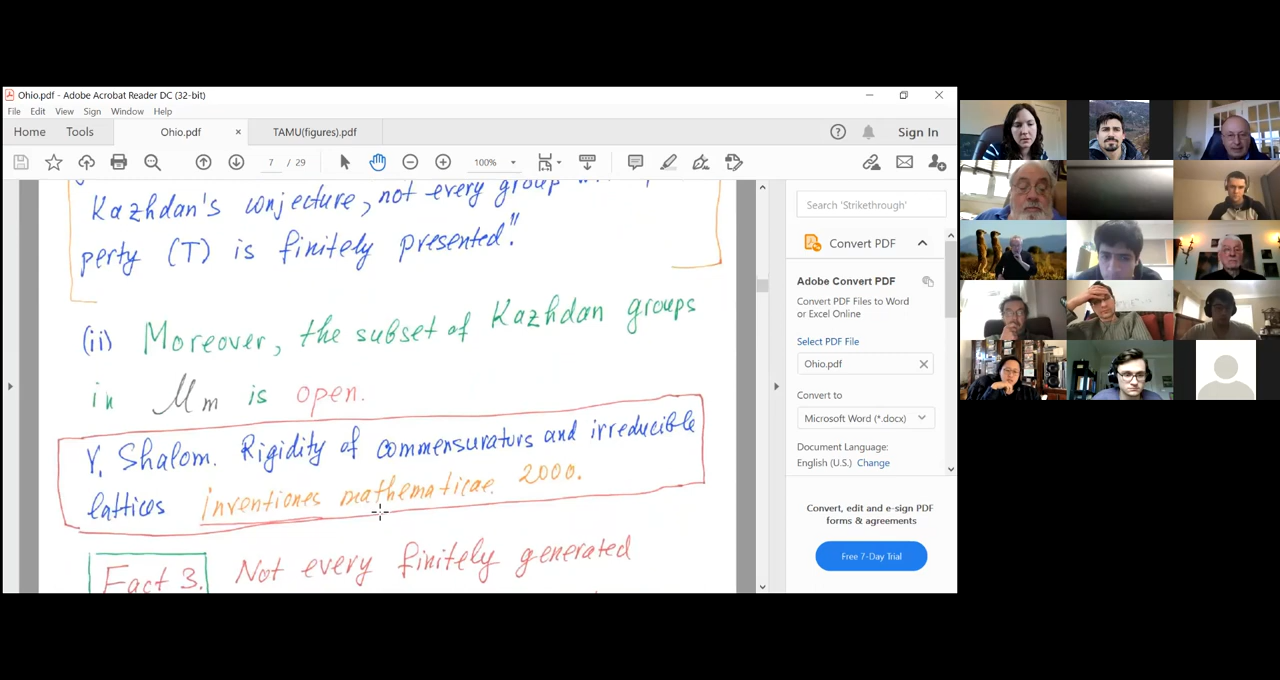 Ohio.pdf - Adobe Acrobat Reader DC (32-bit)
File Edit View Sign Window Help
Home Tools Ohio.pdf × TAMU(figures).pdf Sign In
7 / 29 100%
Kazhdan's conjecture, not every group
perty (T) is finitely presented."
(ii) Moreover, the subset of Kazhdan groups
in Mm is open.
Y. Shalom. Rigidity of commensurators and irreducible
lattices inventiones mathematicae. 2000.
Fact 3. Not every finitely generated
Search 'Strikethrough'
Convert PDF
Adobe Convert PDF
Convert PDF Files to Word
or Excel Online
Select PDF File
Ohio.pdf
Convert to
Microsoft Word (*.docx)
Document Language:
English (U.S.) Change
Convert, edit and e-sign PDF
forms & agreements
Free 7-Day Trial